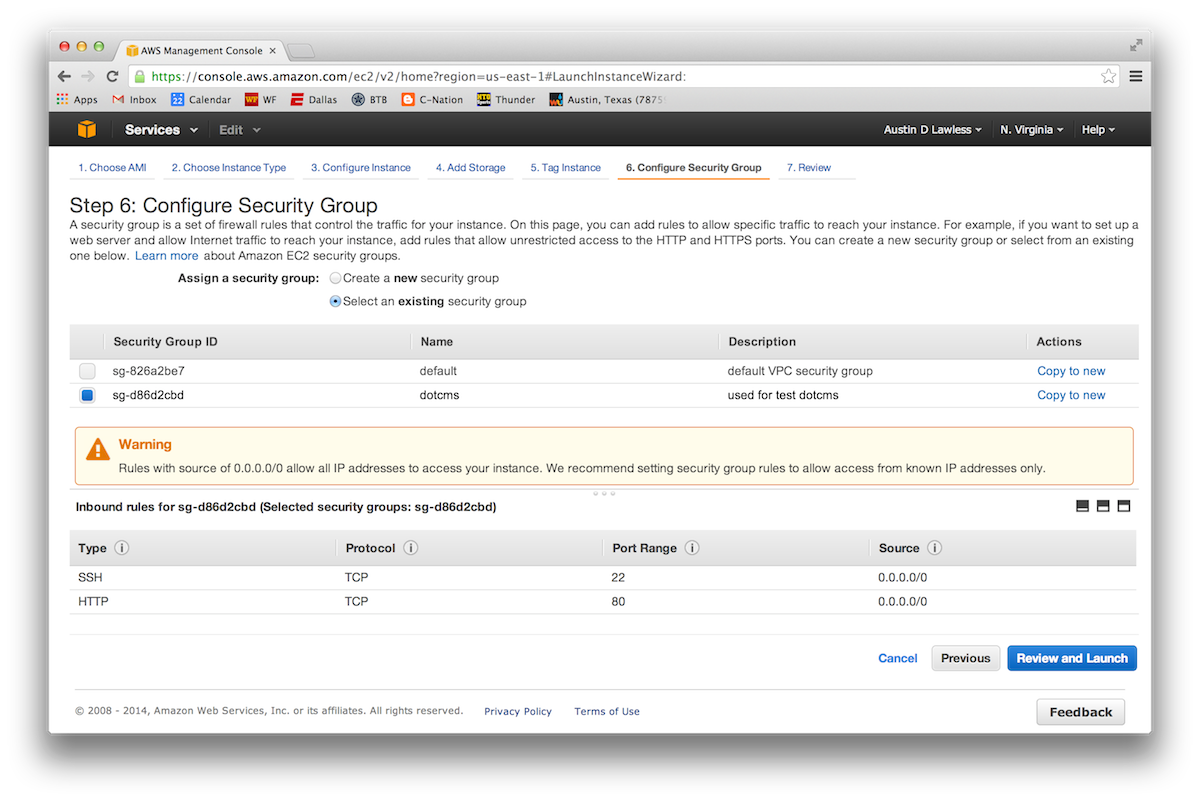 AWS Management Console
https://console.aws.amazon.com/ec2/v2/home?region=us-east-1#LaunchInstanceWizard:
Apps Inbox 22 Calendar WF WF Dallas BTB C-Nation Thunder Austin, Texas (7875
Services Edit Austin D Lawless N. Virginia Help
1. Choose AMI 2. Choose Instance Type 3. Configure Instance 4. Add Storage 5. Tag Instance 6. Configure Security Group 7. Review
Step 6: Configure Security Group
A security group is a set of firewall rules that control the traffic for your instance. On this page, you can add rules to allow specific traffic to reach your instance. For example, if you want to set up a
web server and allow Internet traffic to reach your instance, add rules that allow unrestricted access to the HTTP and HTTPS ports. You can create a new security group or select from an existing
one below. Learn more about Amazon EC2 security groups.
Assign a security group: Create a new security group
Select an existing security group
Security Group ID Name Description Actions
sg-826a2be7 default default VPC security group Copy to new
sg-d86d2cbd dotcms used for test dotcms Copy to new
Warning
Rules with source of 0.0.0.0/0 allow all IP addresses to access your instance. We recommend setting security group rules to allow access from known IP addresses only.
Inbound rules for sg-d86d2cbd (Selected security groups: sg-d86d2cbd)
Type i Protocol i Port Range i Source i
SSH TCP 22 0.0.0.0/0
HTTP TCP 80 0.0.0.0/0
Cancel Previous Review and Launch
© 2008 - 2014, Amazon Web Services, Inc. or its affiliates. All rights reserved. Privacy Policy Terms of Use Feedback